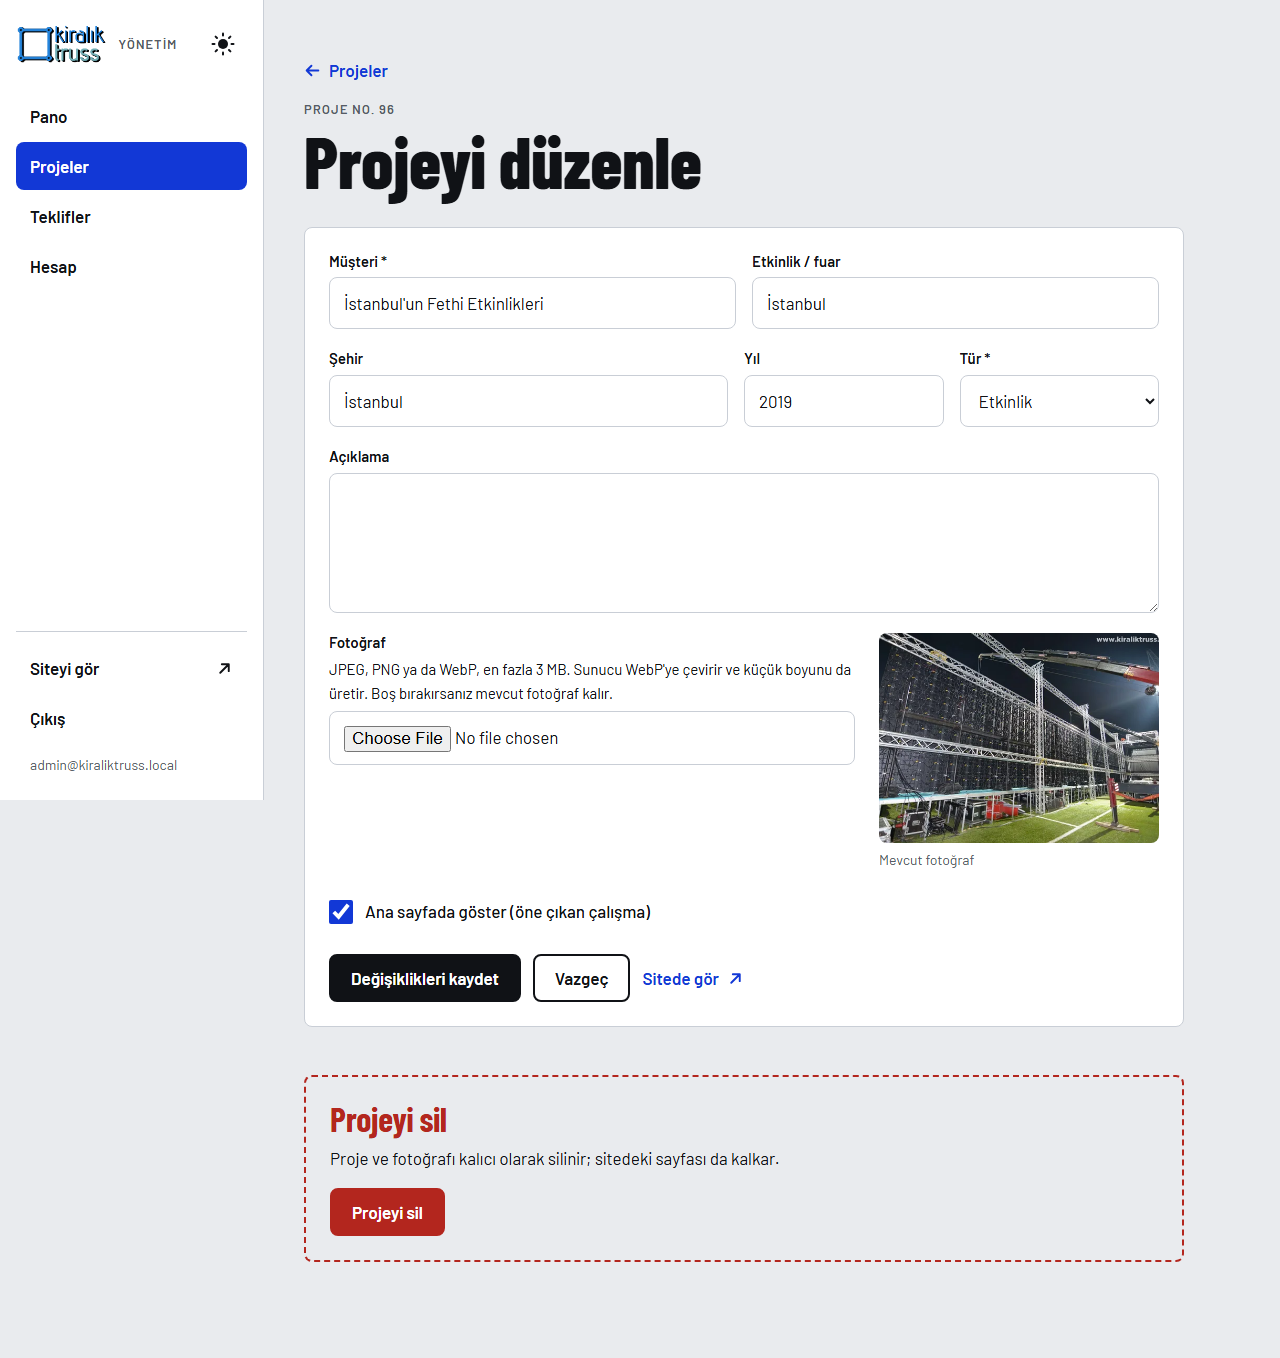 kiralık
truss
YÖNETİM
Pano
Projeler
Teklifler
Hesap
Siteyi gör
Çıkış
admin@kiraliktruss.local
Projeler
PROJE NO. 96
Projeyi düzenle
Müşteri *
Etkinlik / fuar
İstanbul'un Fethi Etkinlikleri
İstanbul
Şehir
Yıl
Tür *
İstanbul
2019
Etkinlik
Açıklama
Fotoğraf
JPEG, PNG ya da WebP, en fazla 3 MB. Sunucu WebP'ye çevirir ve küçük boyunu da
üretir. Boş bırakırsanız mevcut fotoğraf kalır.
Choose File No file chosen
www.kiraliktruss.
Mevcut fotoğraf
Ana sayfada göster (öne çıkan çalışma)
Değişiklikleri kaydet
Vazgeç
Sitede gör
Projeyi sil
Proje ve fotoğrafı kalıcı olarak silinir; sitedeki sayfası da kalkar.
Projeyi sil